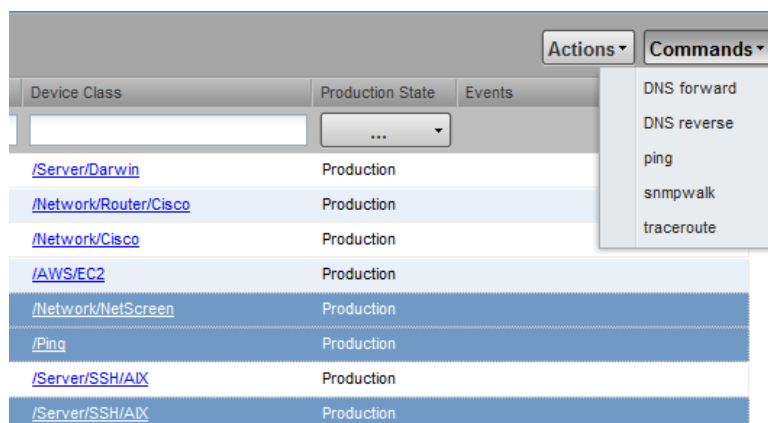 Actions Commands
Device Class Production State Events
DNS forward
DNS reverse
...
ping
/Server/Darwin Production
snmpwalk
/Network/Router/Cisco Production
traceroute
/Network/Cisco Production
/AWS/EC2 Production
/Network/NetScreen Production
/Ping Production
/Server/SSH/AIX Production
/Server/SSH/AIX Production